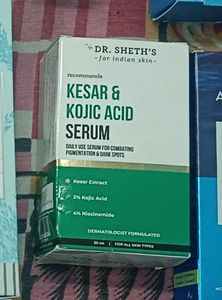 DR. SHETH'S
-for indian skin-
recommends
KESAR &
KOJIC ACID
SERUM
DAILY USE SERUM FOR COMBATING
PIGMENTATION & DARK SPOTS
Kesar Extract
2% Kojic Acid
4% Niacinamide
DERMATOLOGIST FORMULATED
30 ml | FOR ALL SKIN TYPES